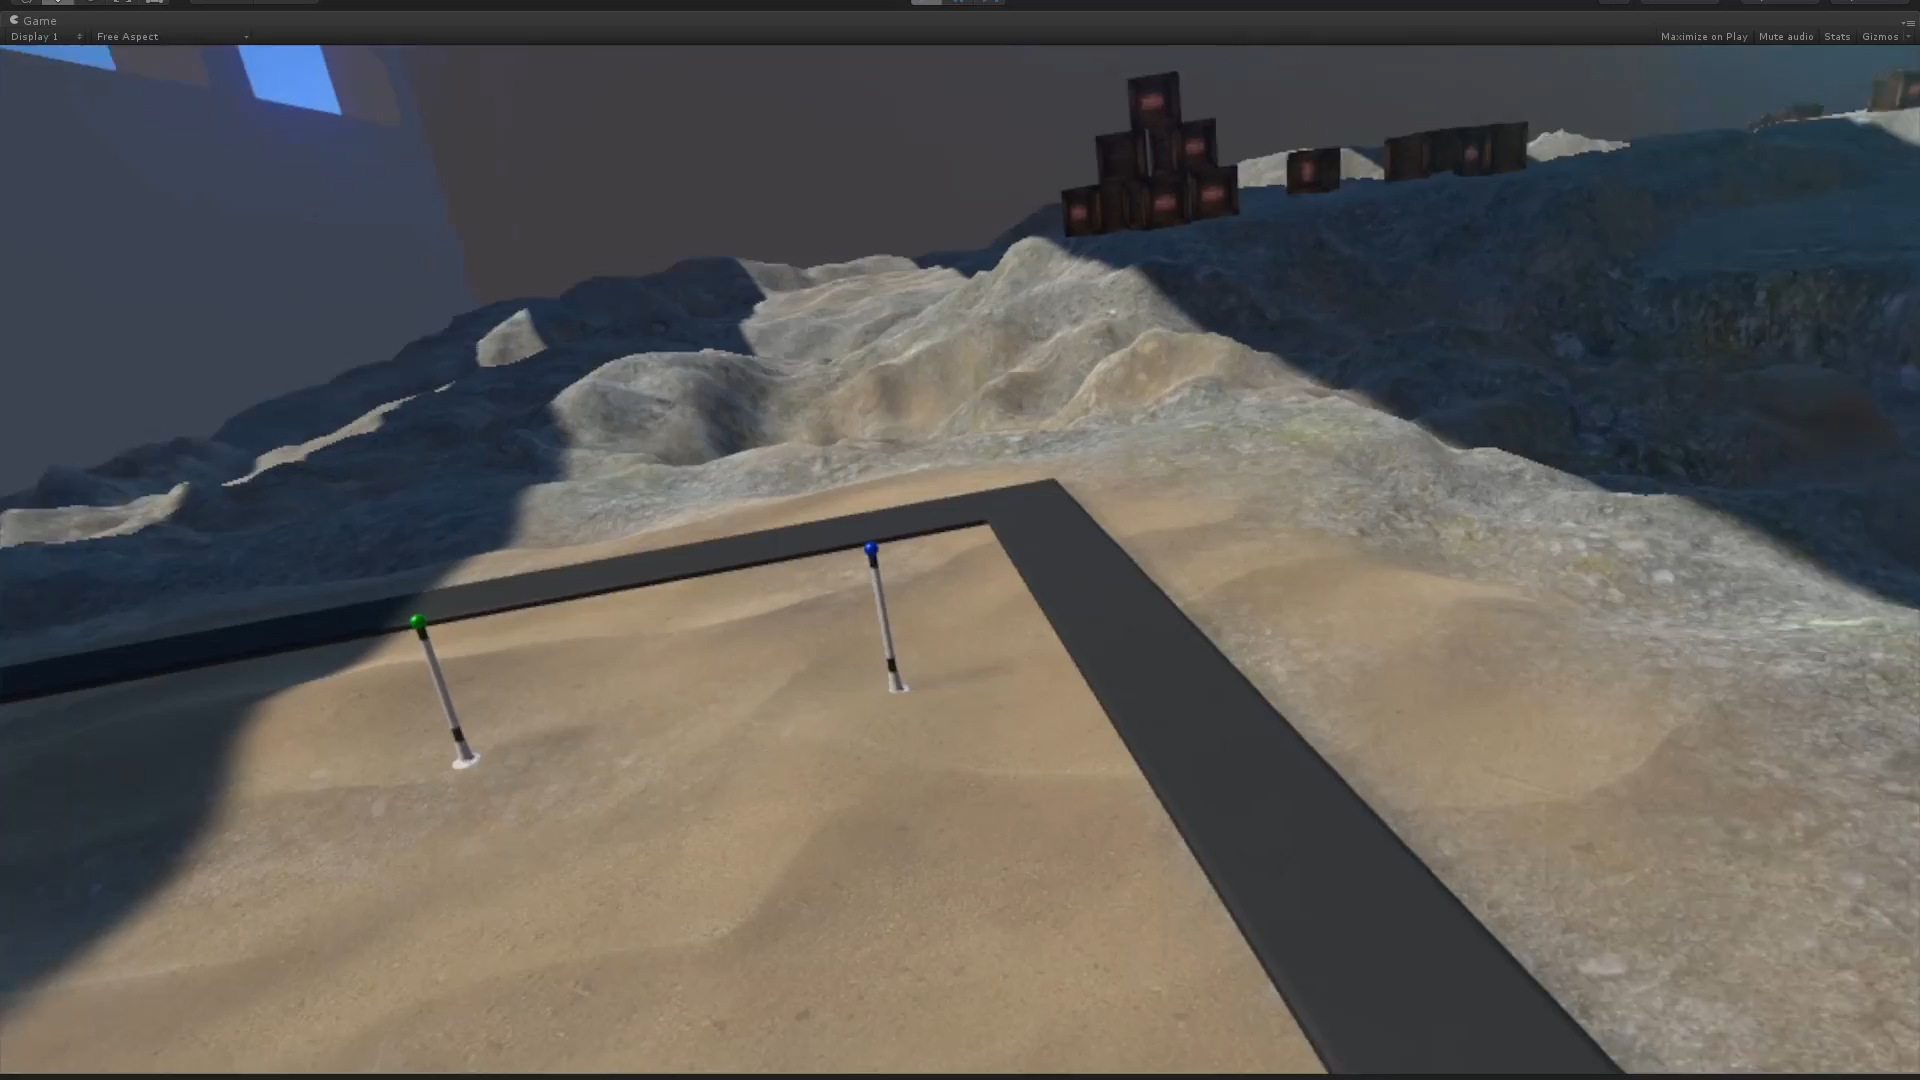 Game
Display 1
Free Aspect
Maximize on Play
Mute audio
Stats
Gizmos